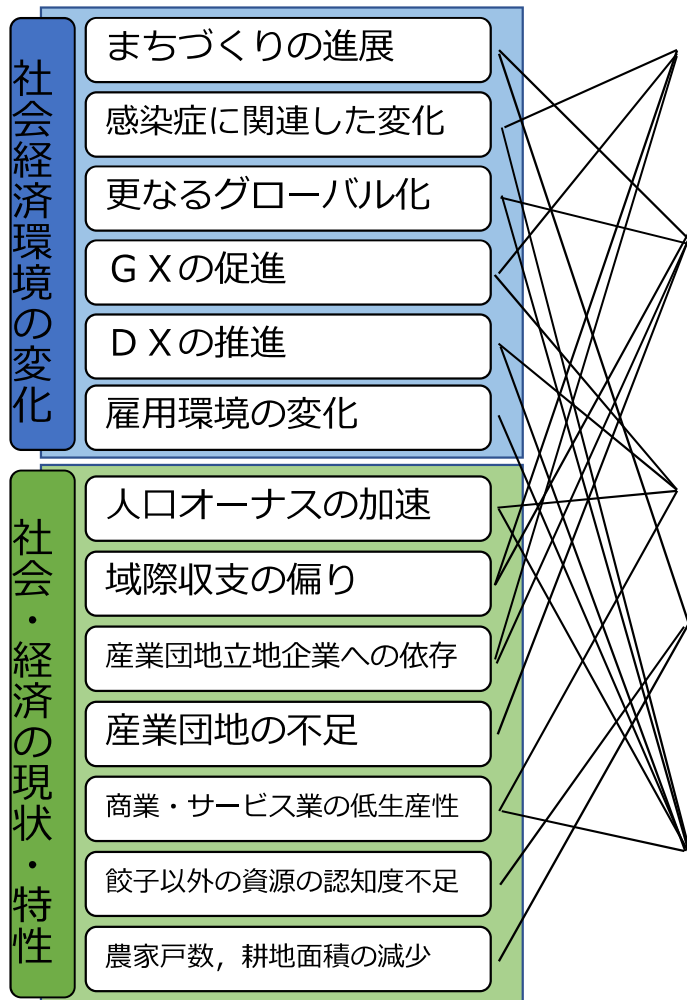 社会経済環境の変化
まちづくりの進展
感染症に関連した変化
更なるグローバル化
ＧＸの促進
ＤＸの推進
雇用環境の変化
社会・経済の現状・特性
人口オーナスの加速
域際収支の偏り
産業団地立地企業への依存
産業団地の不足
商業・サービス業の低生産性
餃子以外の資源の認知度不足
農家戸数，耕地面積の減少